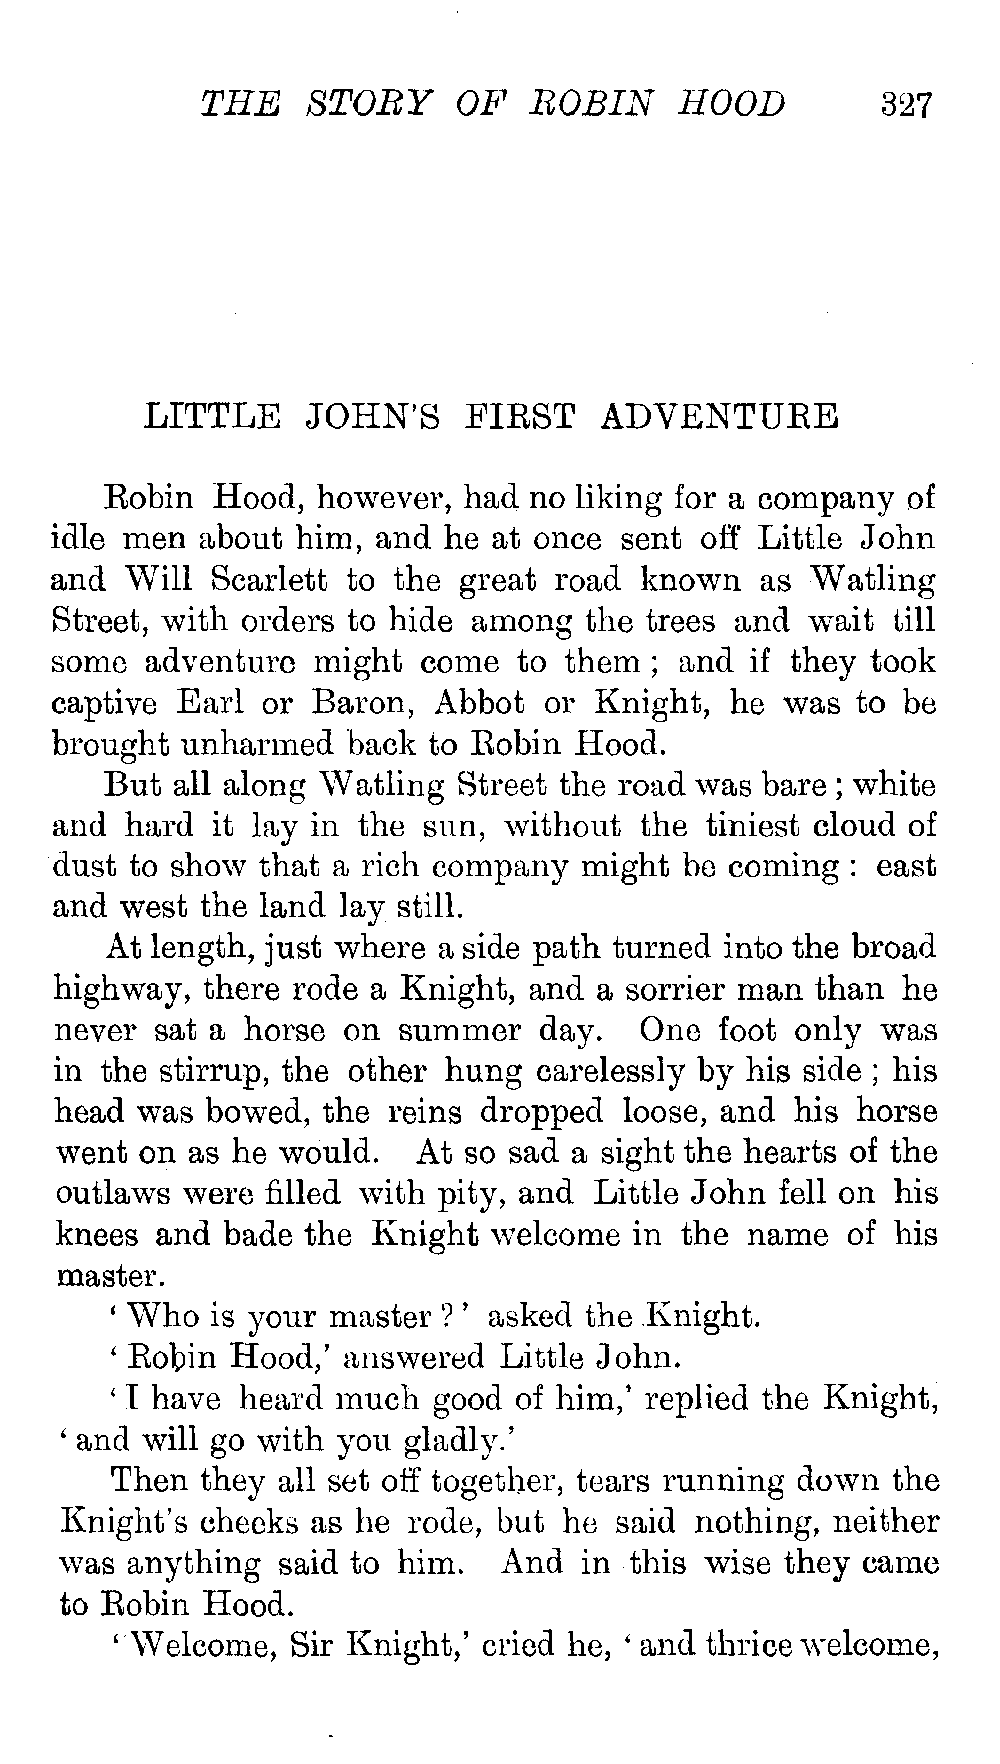 THE STORY OF ROBIN HOOD 327
LITTLE JOHN'S FIRST ADVENTURE
Robin Hood, however, had no liking for a company of
idle men about him, and he at once sent off Little John
and Will Scarlett to the great road known as Watling
Street, with orders to hide among the trees and wait till
some adventure might come to them ; and if they took
captive Earl or Baron, Abbot or Knight, he was to be
brought unharmed back to Robin Hood.
But all along Watling Street the road was bare ; white
and hard it lay in the sun, without the tiniest cloud of
dust to show that a rich company might be coming : east
and west the land lay still.
At length, just where a side path turned into the broad
highway, there rode a Knight, and a sorrier man than he
never sat a horse on summer day. One foot only was
in the stirrup, the other hung carelessly by his side ; his
head was bowed, the reins dropped loose, and his horse
went on as he would. At so sad a sight the hearts of the
outlaws were filled with pity, and Little John fell on his
knees and bade the Knight welcome in the name of his
master.
‘ Who is your master ? ’ asked the Knight.
‘ Robin Hood,’ answered Little John.
‘ I have heard much good of him,’ replied the Knight,
‘ and will go with you gladly.’
Then they all set off together, tears running down the
Knight's cheeks as he rode, but he said nothing, neither
was anything said to him. And in this wise they came
to Robin Hood.
‘ Welcome, Sir Knight,’ cried he, ‘ and thrice welcome,